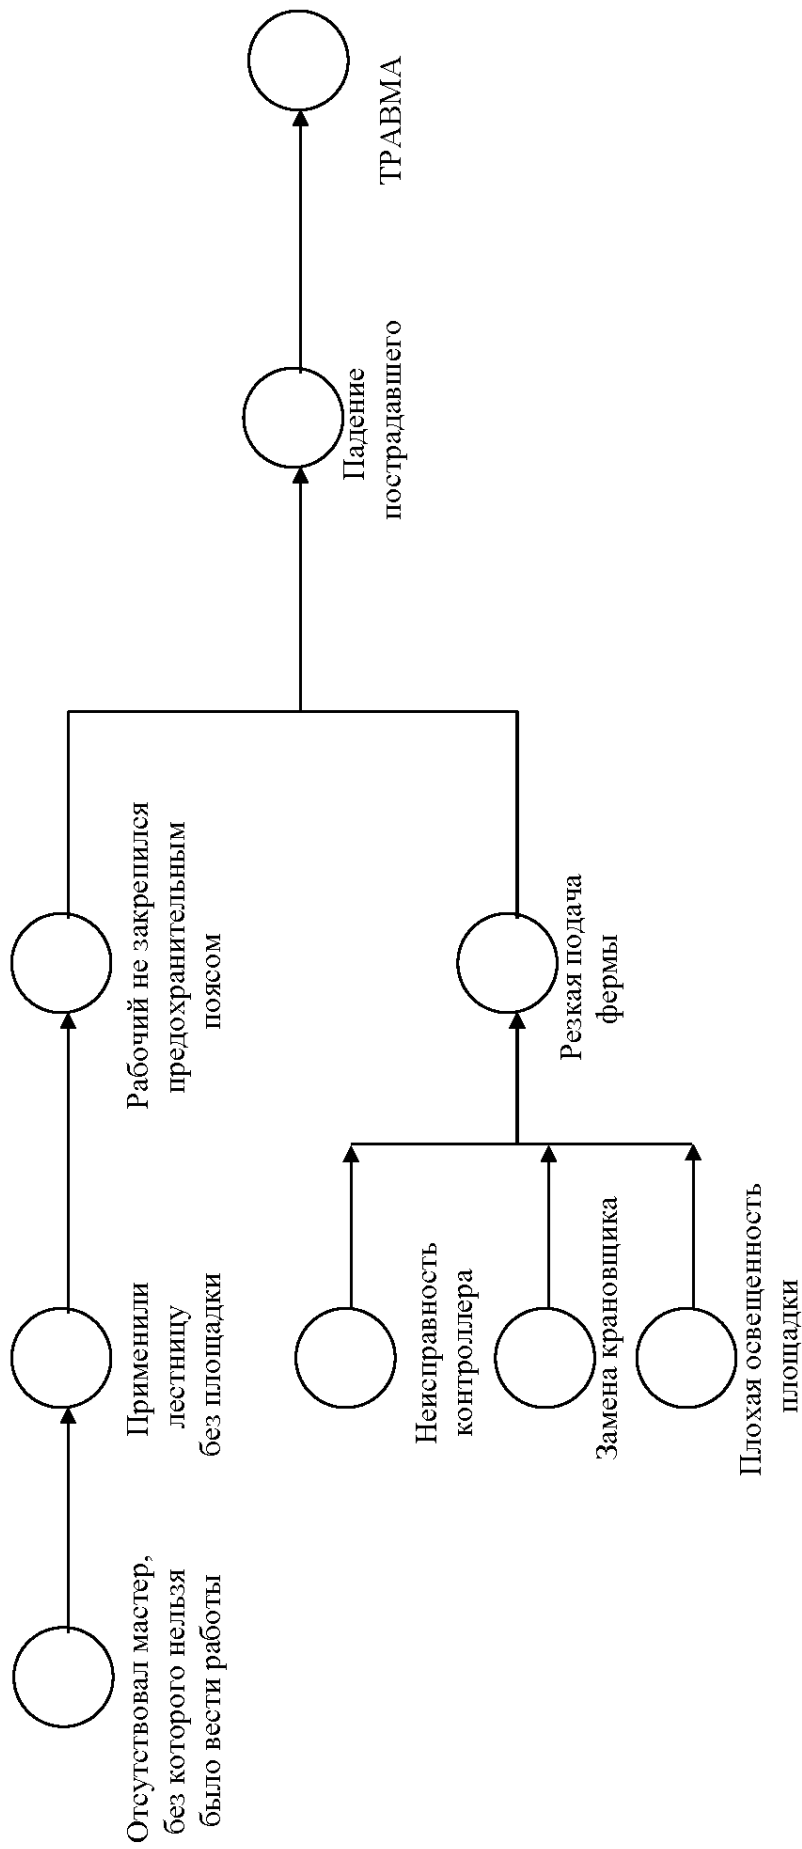 Отсутствовал мастер,
без которого нельзя
было вести работы
Применили
лестницу
без площадки
Рабочий не закрепился
предохранительным
поясом
Неисправность
контроллера
Замена крановщика
Плохая освещенность
площадки
Резкая подача
фермы
Падение
пострадавшего
ТРАВМА